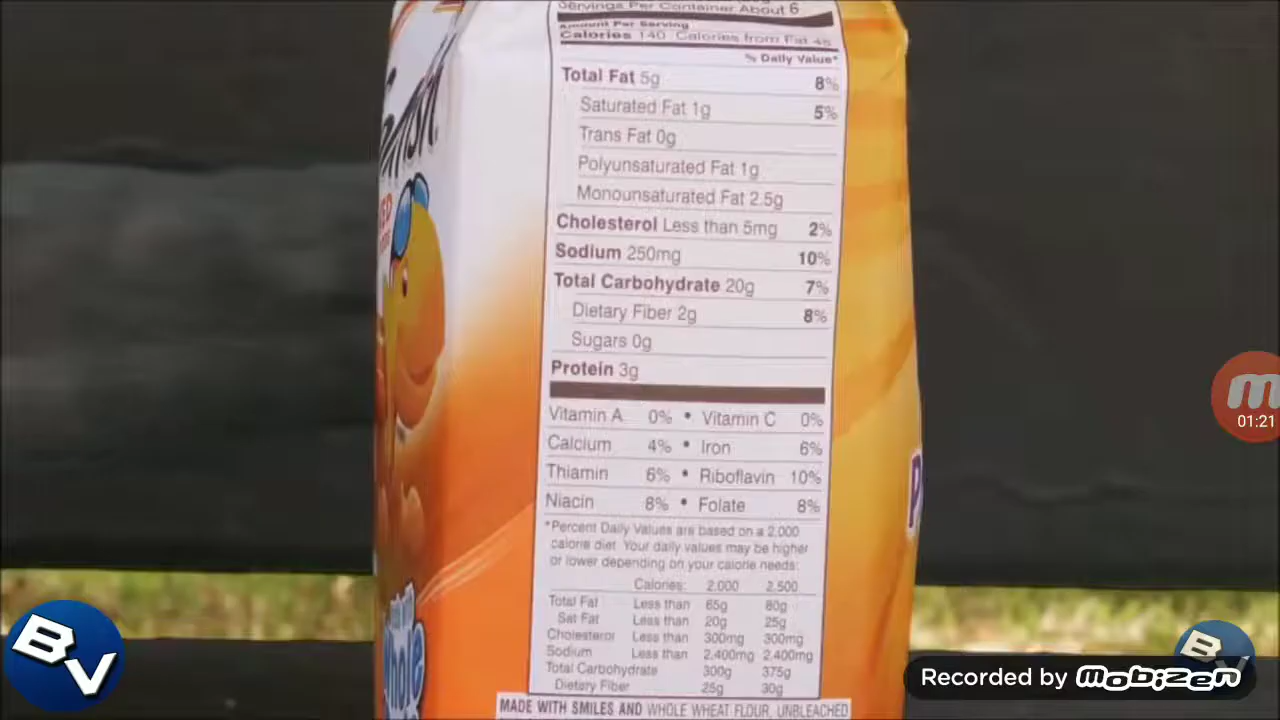 Servings Per Container About 6
Amount Per Serving
Calories 140 Calories from Fat 45
% Daily Value*
Total Fat 5g 8%
Saturated Fat 1g 5%
Trans Fat 0g
Polyunsaturated Fat 1g
Monounsaturated Fat 2.5g
Cholesterol Less than 5mg 2%
Sodium 250mg 10%
Total Carbohydrate 20g 7%
Dietary Fiber 2g 8%
Sugars 0g
Protein 3g
Vitamin A 0% • Vitamin C 0%
Calcium 4% • Iron 6%
Thiamin 6% • Riboflavin 10%
Niacin 8% • Folate 8%
*Percent Daily Values are based on a 2,000
calorie diet. Your daily values may be higher
or lower depending on your calorie needs:
Calories: 2,000 2,500
Total Fat Less than 65g 80g
Sat Fat Less than 20g 25g
Cholesterol Less than 300mg 300mg
Sodium Less than 2,400mg 2,400mg
Total Carbohydrate 300g 375g
Dietary Fiber 25g 30g
MADE WITH SMILES AND WHOLE WHEAT FLOUR, UNBLEACHED
Whole
P
m
01:21
BV
BV
Recorded by Mobizen